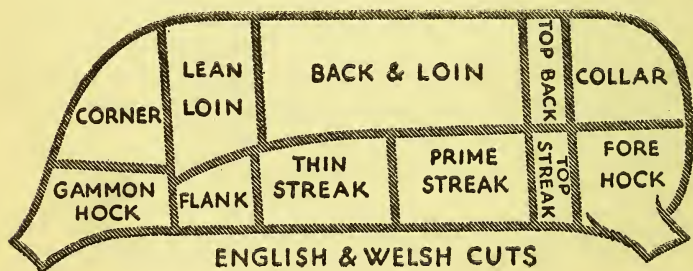 CORNER
LEAN
LOIN
BACK & LOIN
TOP BACK
COLLAR
GAMMON
HOCK
FLANK
THIN
STREAK
PRIME
STREAK
TOP
STREAK
FORE
HOCK
ENGLISH & WELSH CUTS